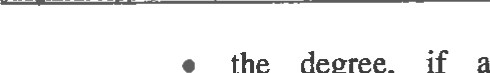 • the degree, if a